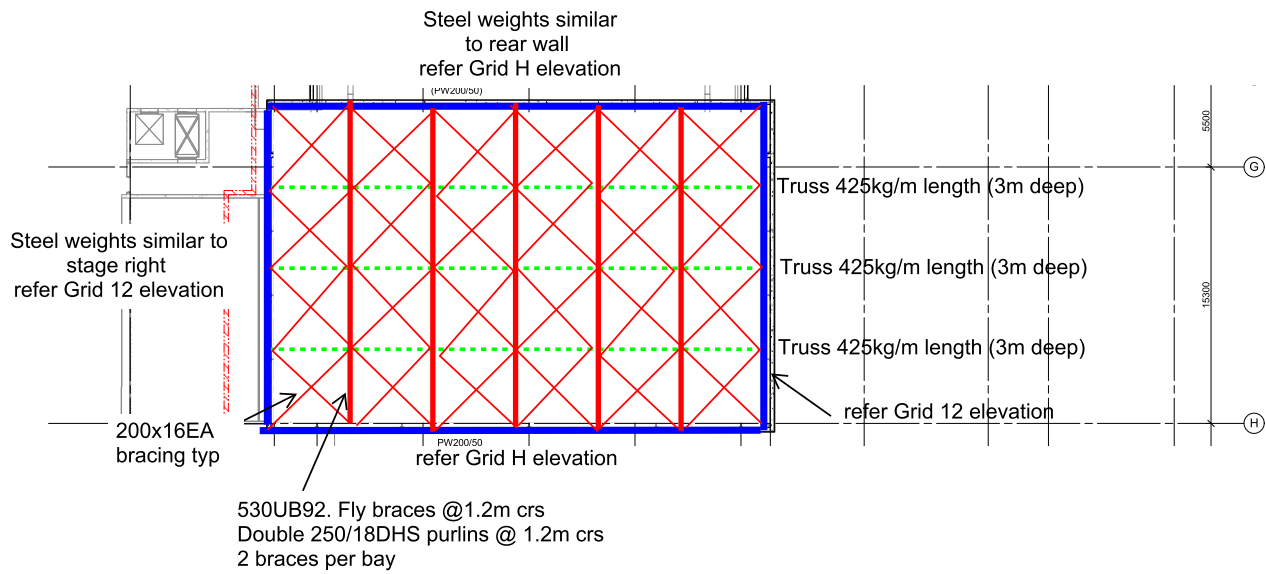 Steel weights similar
to rear wall
refer Grid H elevation
(PW200/50)
5500
G
Truss 425kg/m length (3m deep)
Steel weights similar to
stage right
refer Grid 12 elevation
Truss 425kg/m length (3m deep)
15300
Truss 425kg/m length (3m deep)
refer Grid 12 elevation
H
200x16EA
bracing typ
PW200/50
refer Grid H elevation
530UB92. Fly braces @1.2m crs
Double 250/18DHS purlins @ 1.2m crs
2 braces per bay